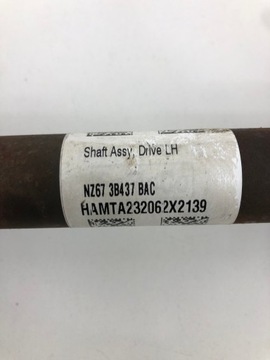 Shaft Assy, Drive LH
NZ67 3B437 BAC
HAMTA232062X2139